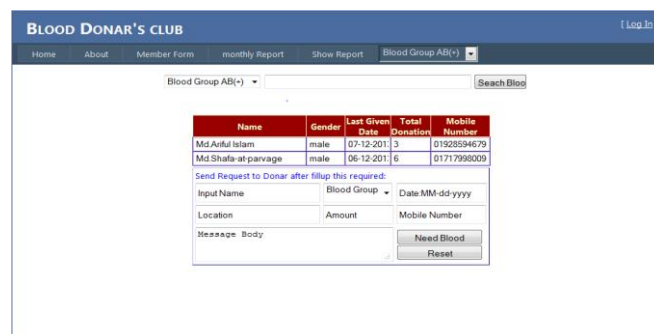 BLOOD DONAR'S CLUB
[ Log In
Home About Member Form monthly Report Show Report Blood Group AB(+)
Blood Group AB(+) Seach Bloo
Name Gender Last Given Date Total Donation Mobile Number
Md.Ariful Islam male 07-12-201: 3 01928594679
Md.Shafa-at-parvage male 06-12-201: 6 01717998009
Send Request to Donar after fillup this required:
Input Name Blood Group Date:MM-dd-yyyy
Location Amount Mobile Number
Message Body Need Blood
Reset